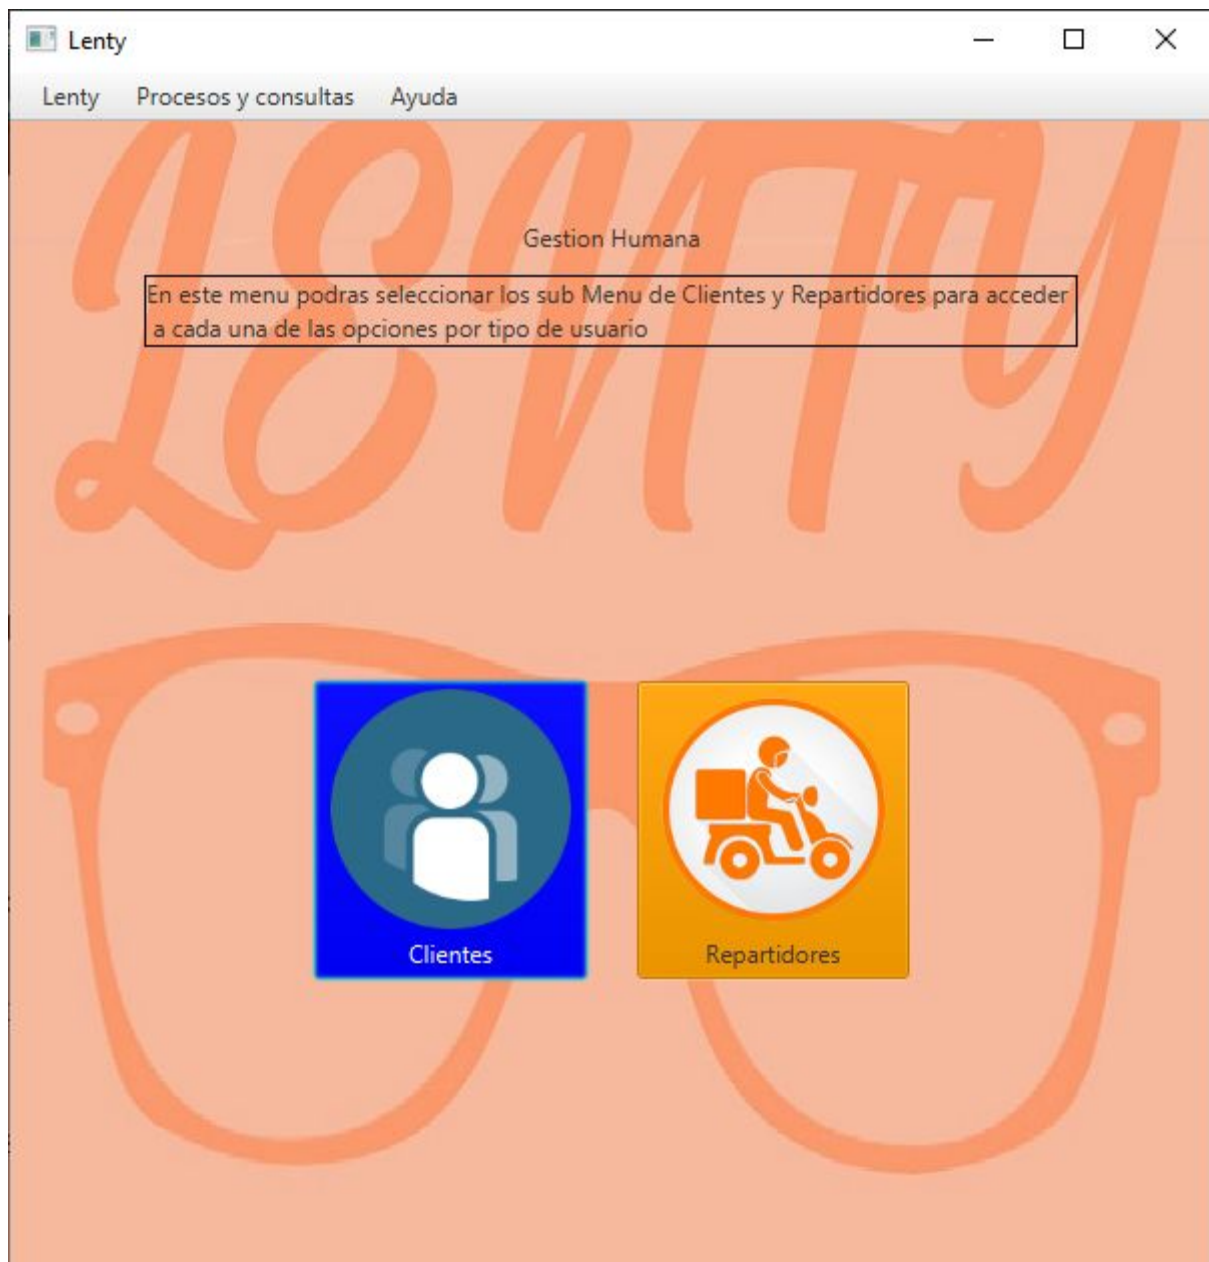 Lenty
Lenty Procesos y consultas Ayuda
LENTY
Gestion Humana
En este menu podras seleccionar los sub Menu de Clientes y Repartidores para acceder
a cada una de las opciones por tipo de usuario
Clientes Repartidores